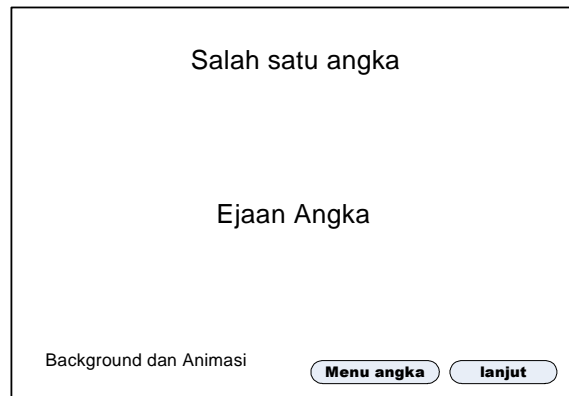 Salah satu angka
Ejaan Angka
Background dan Animasi
Menu angka
lanjut